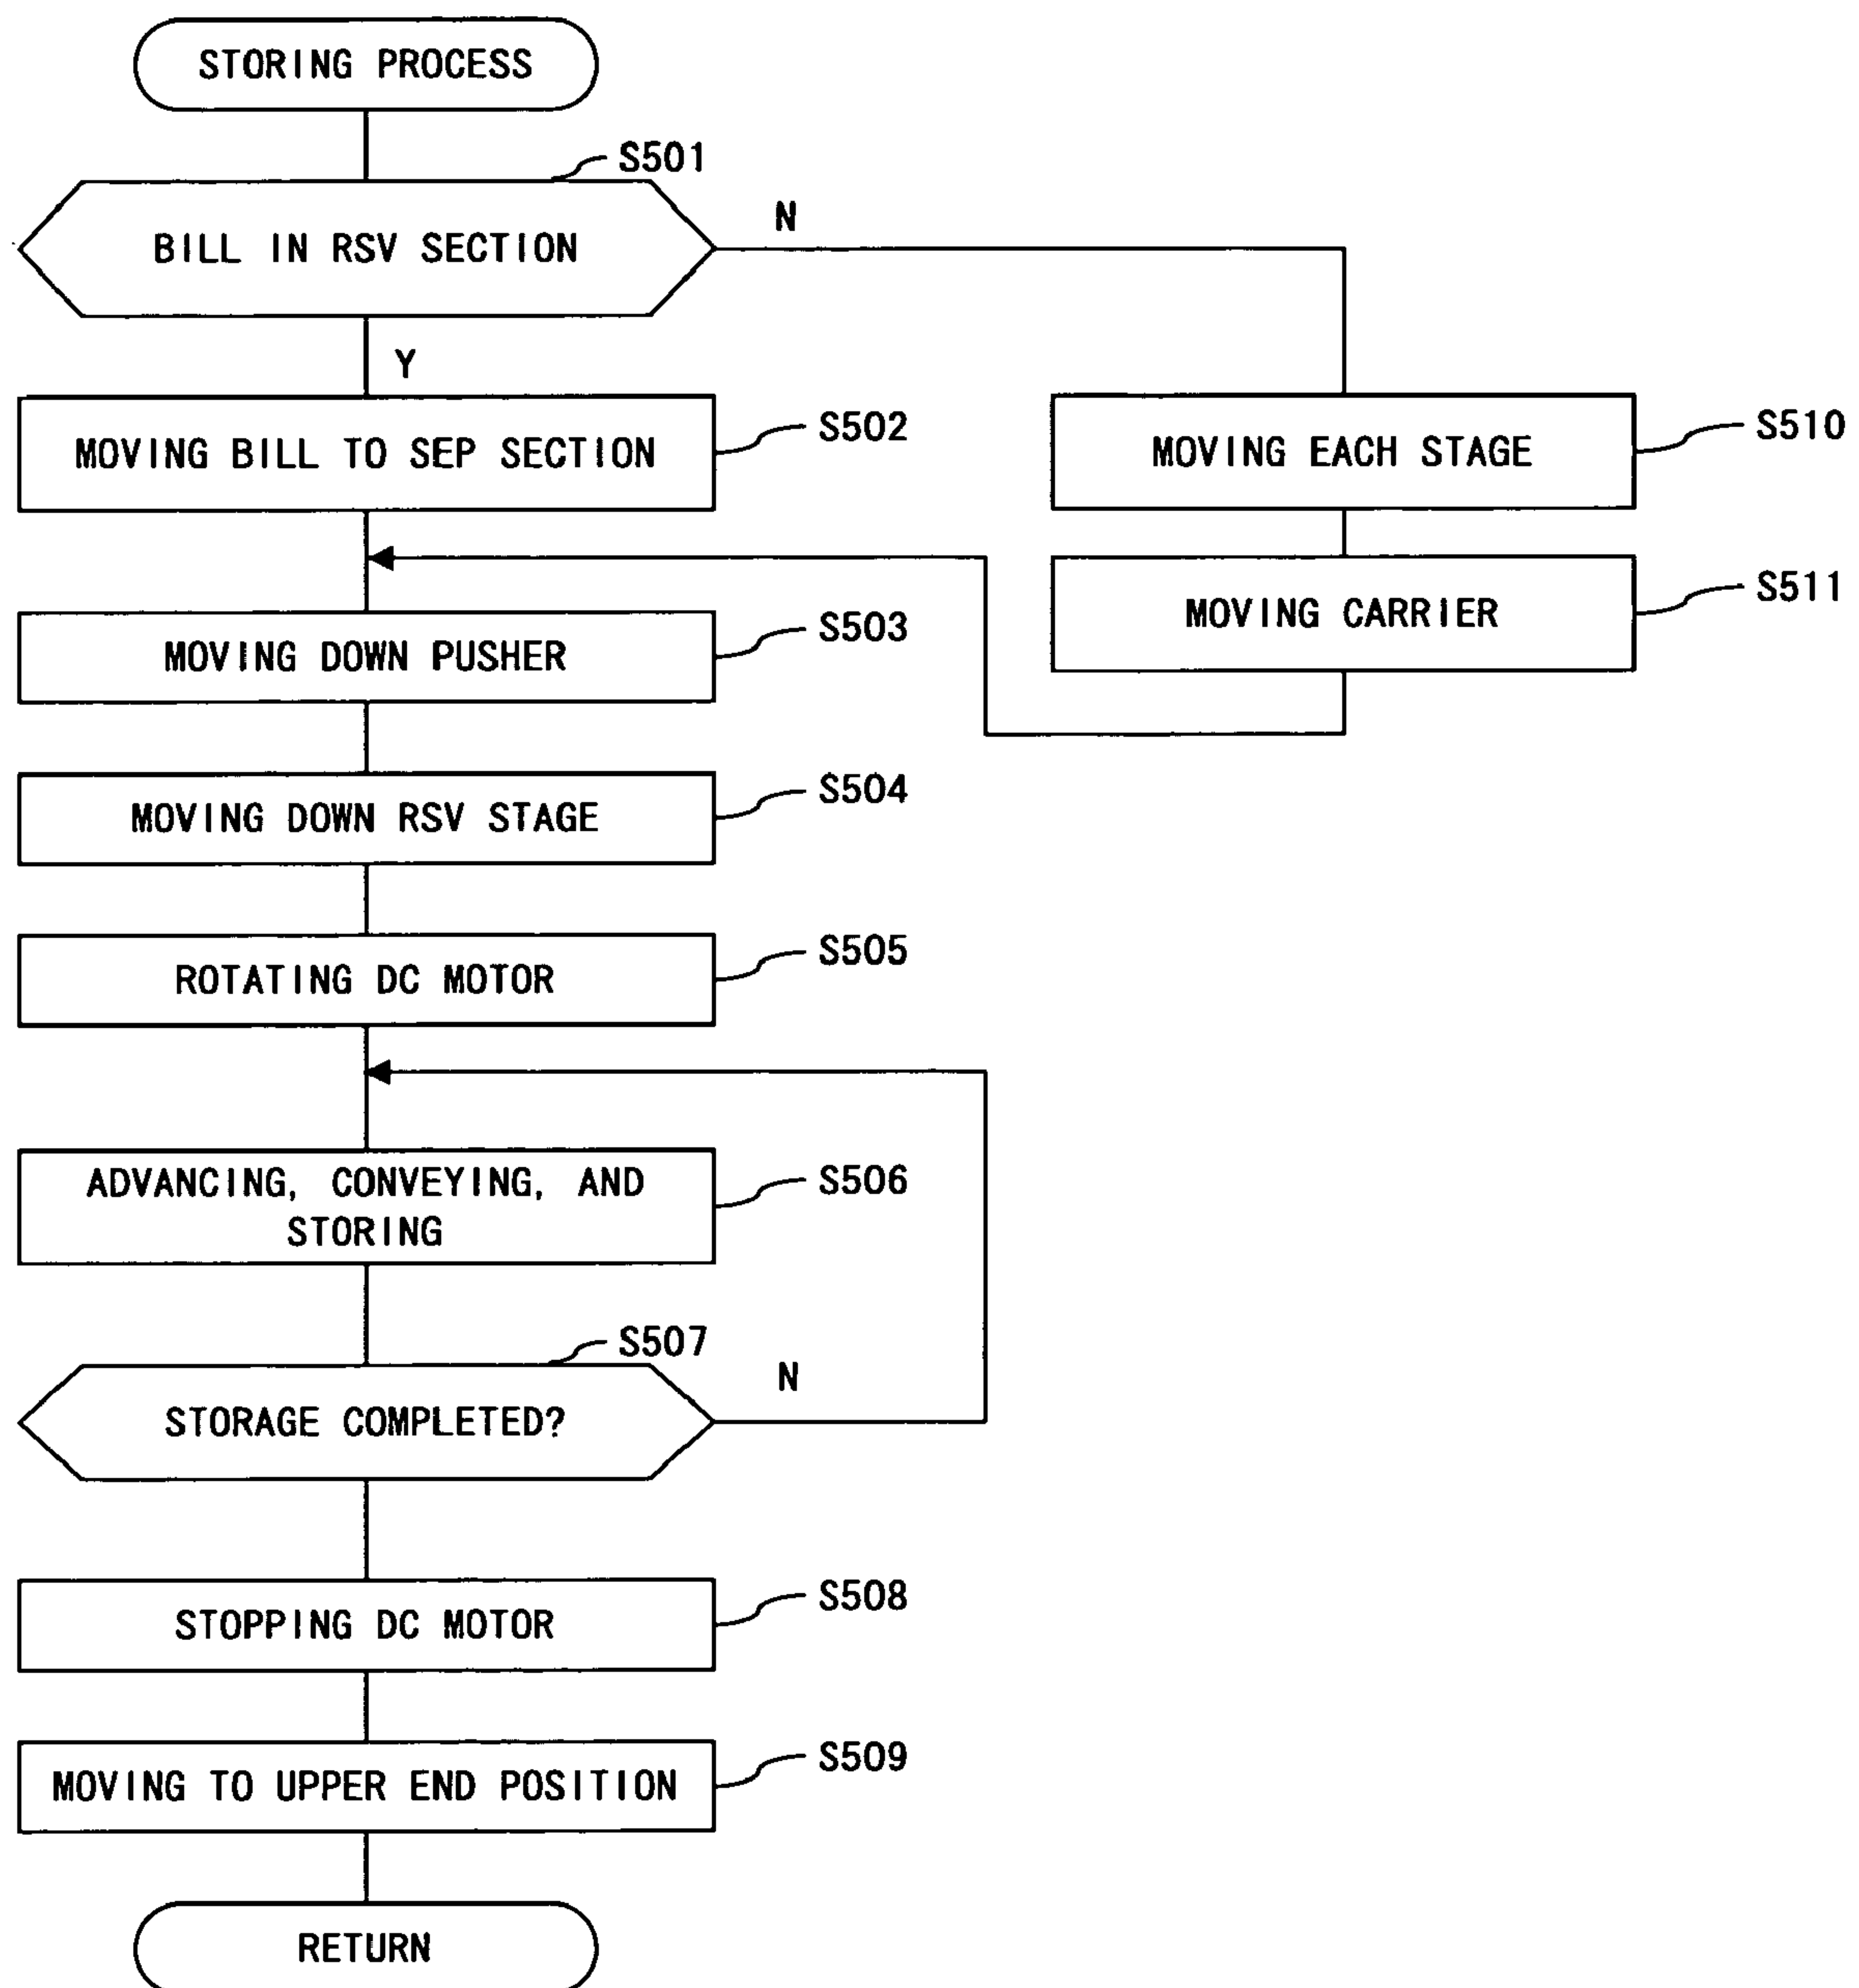 STORING PROCESS
S501
BILL IN RSV SECTION
N
Y
MOVING BILL TO SEP SECTION
S502
MOVING EACH STAGE
S510
MOVING CARRIER
S511
MOVING DOWN PUSHER
S503
MOVING DOWN RSV STAGE
S504
ROTATING DC MOTOR
S505
ADVANCING, CONVEYING, AND
STORING
S506
S507
STORAGE COMPLETED?
N
STOPPING DC MOTOR
S508
MOVING TO UPPER END POSITION
S509
RETURN